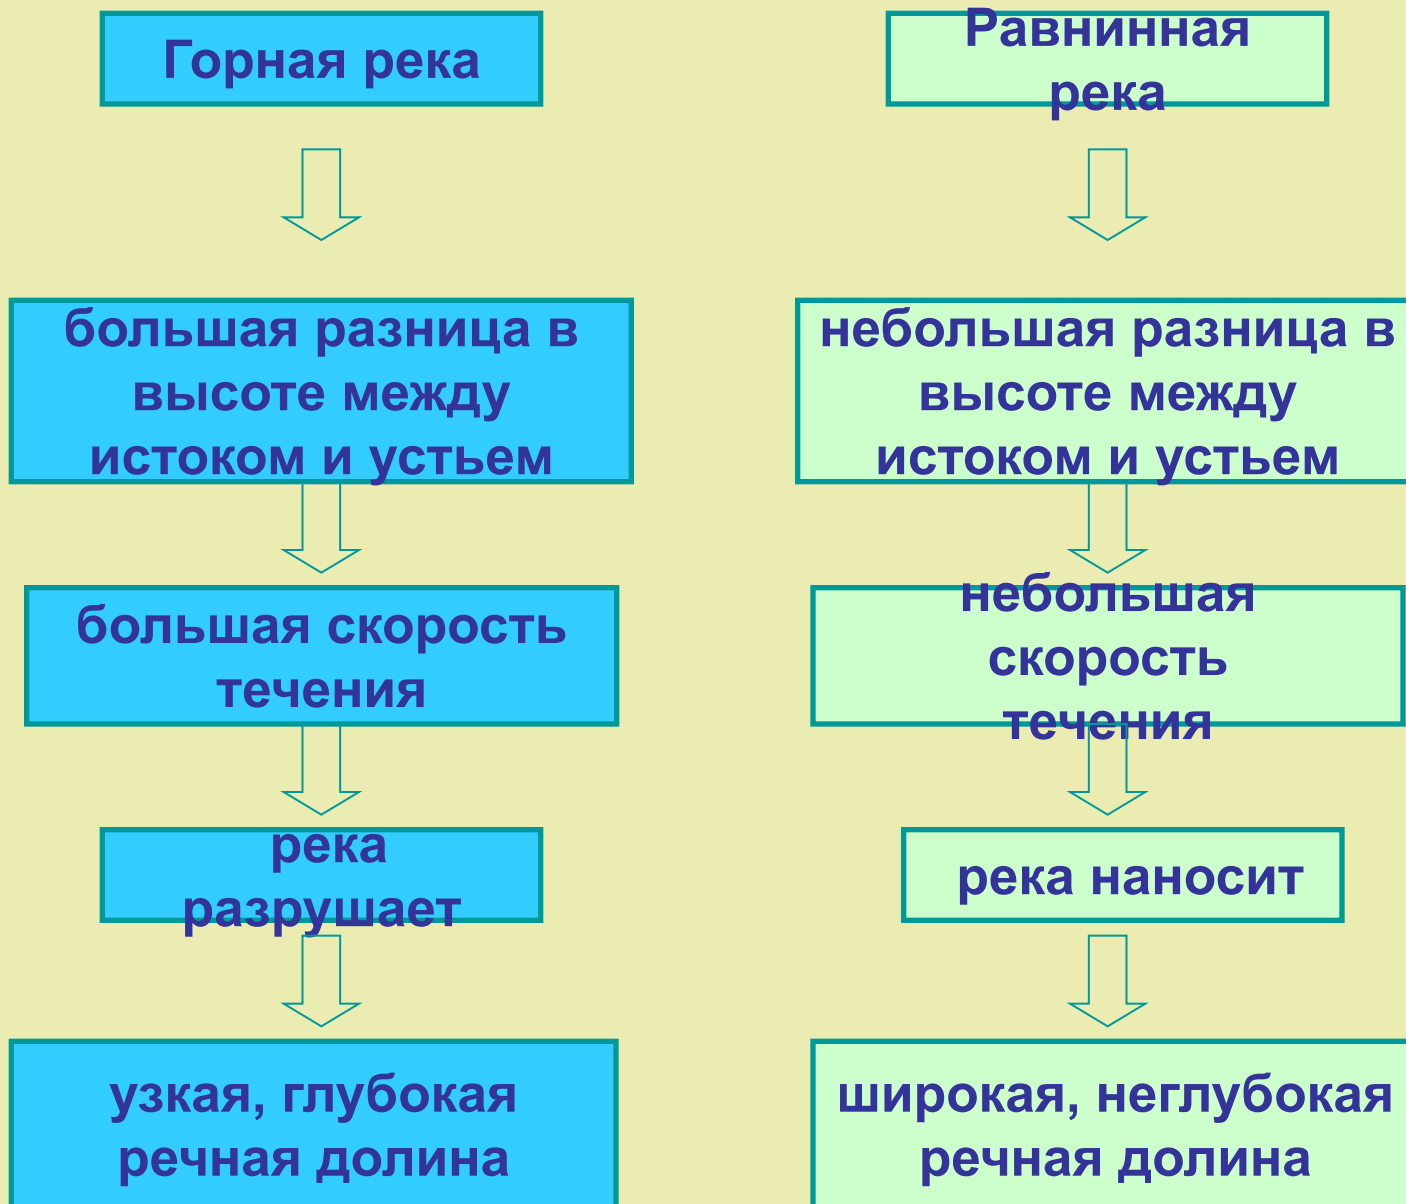 Горная река
большая разница в
высоте между
истоком и устьем
большая скорость
течения
река
разрушает
узкая, глубокая
речная долина
Равнинная
река
небольшая разница в
высоте между
истоком и устьем
небольшая
скорость
течения
река наносит
широкая, неглубокая
речная долина